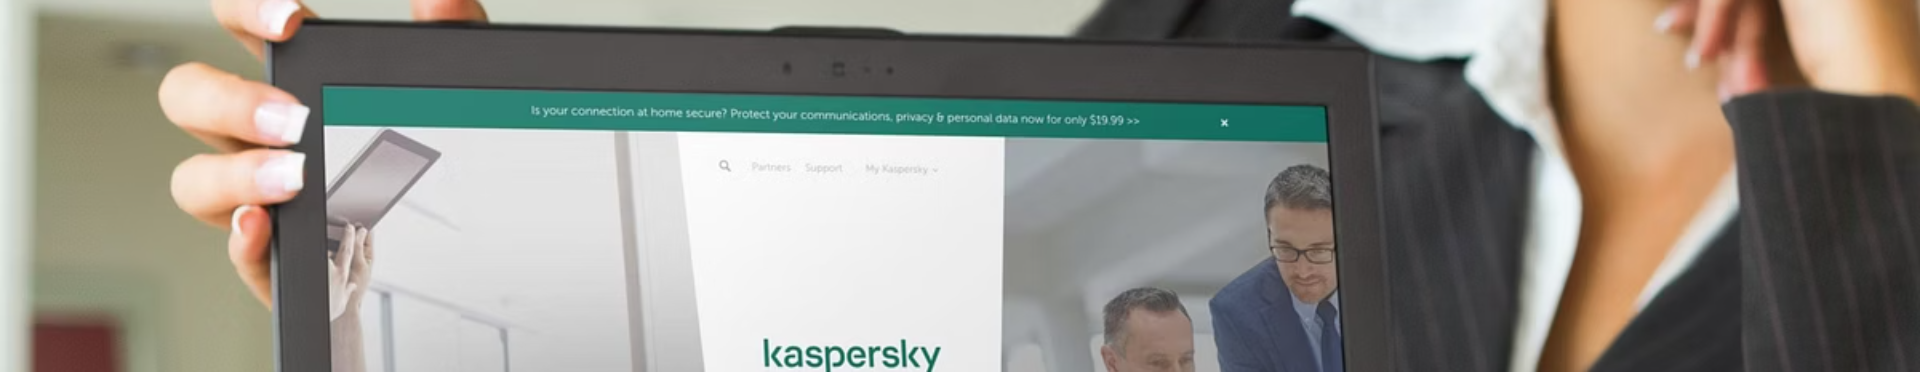 Is your connection at home secure? Protect your communications, privacy & personal data now for only $19.99 >>
Partners Support My Kaspersky
kaspersky